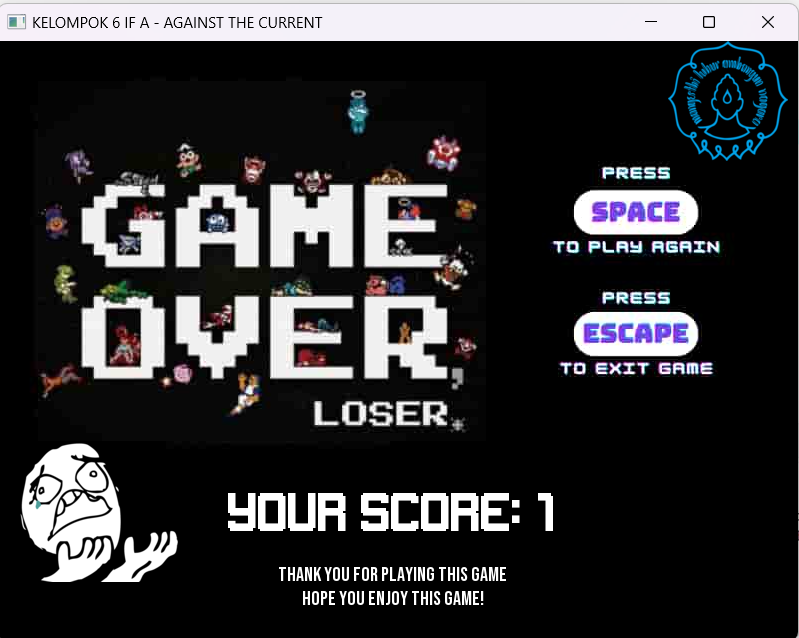 KELOMPOK 6 IF A - AGAINST THE CURRENT
GAME
OVER,
LOSER.
PRESS
SPACE
TO PLAY AGAIN
PRESS
ESCAPE
TO EXIT GAME
YOUR SCORE: 1
THANK YOU FOR PLAYING THIS GAME
HOPE YOU ENJOY THIS GAME!